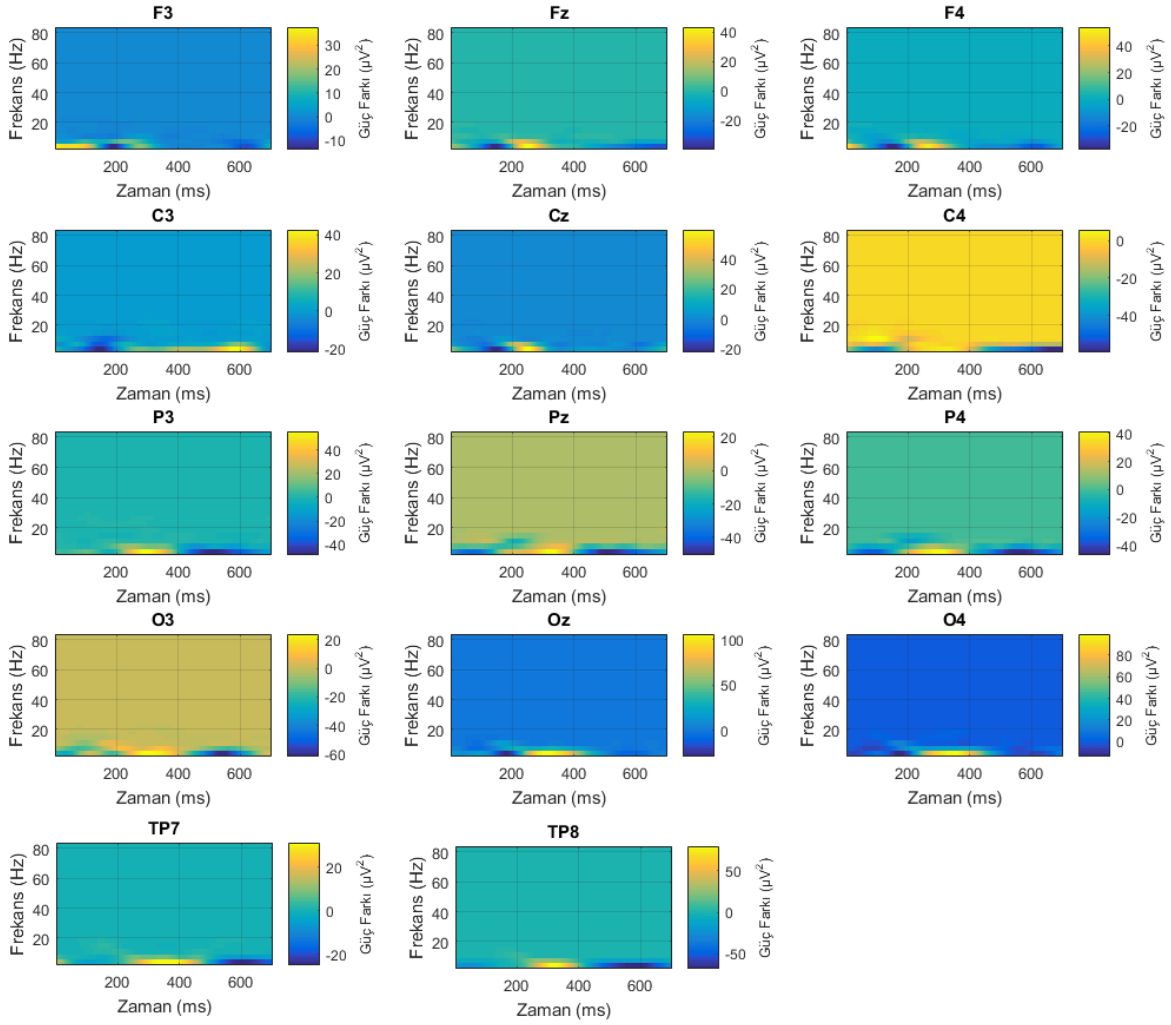 F3
Frekans (Hz)
80
60
40
20
200
400
600
Zaman (ms)
30
20
10
0
-10
Güç Farkı (µV²)
Fz
Frekans (Hz)
80
60
40
20
200
400
600
Zaman (ms)
40
20
0
-20
Güç Farkı (µV²)
F4
Frekans (Hz)
80
60
40
20
200
400
600
Zaman (ms)
40
20
0
-20
Güç Farkı (µV²)
C3
Frekans (Hz)
80
60
40
20
200
400
600
Zaman (ms)
40
20
0
-20
Güç Farkı (µV²)
Cz
Frekans (Hz)
80
60
40
20
200
400
600
Zaman (ms)
40
20
0
-20
Güç Farkı (µV²)
C4
Frekans (Hz)
80
60
40
20
200
400
600
Zaman (ms)
0
-20
-40
Güç Farkı (µV²)
P3
Frekans (Hz)
80
60
40
20
200
400
600
Zaman (ms)
40
20
0
-20
-40
Güç Farkı (µV²)
Pz
Frekans (Hz)
80
60
40
20
200
400
600
Zaman (ms)
20
0
-20
-40
Güç Farkı (µV²)
P4
Frekans (Hz)
80
60
40
20
200
400
600
Zaman (ms)
40
20
0
-20
-40
Güç Farkı (µV²)
O3
Frekans (Hz)
80
60
40
20
200
400
600
Zaman (ms)
20
0
-20
-40
-60
Güç Farkı (µV²)
Oz
Frekans (Hz)
80
60
40
20
200
400
600
Zaman (ms)
100
50
0
Güç Farkı (µV²)
O4
Frekans (Hz)
80
60
40
20
200
400
600
Zaman (ms)
80
60
40
20
0
Güç Farkı (µV²)
TP7
Frekans (Hz)
80
60
40
20
200
400
600
Zaman (ms)
20
0
-20
Güç Farkı (µV²)
TP8
Frekans (Hz)
80
60
40
20
200
400
600
Zaman (ms)
50
0
-50
Güç Farkı (µV²)